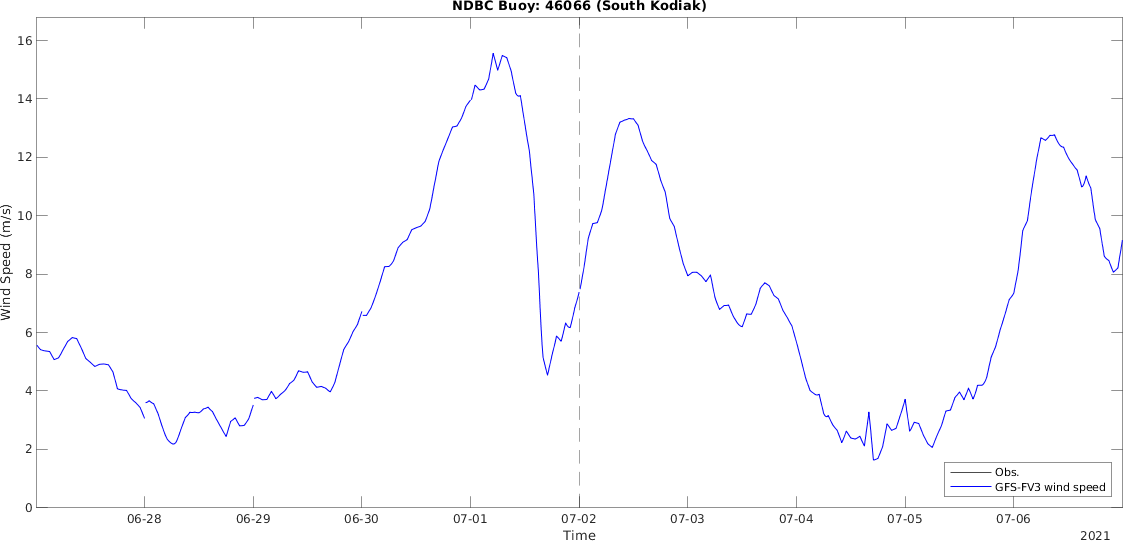 NDBC Buoy: 46066 (South Kodiak)
Wind Speed (m/s)
16
14
12
10
8
6
4
2
0
Obs.
GFS-FV3 wind speed
06-28 06-29 06-30 07-01 07-02 07-03 07-04 07-05 07-06
Time
2021